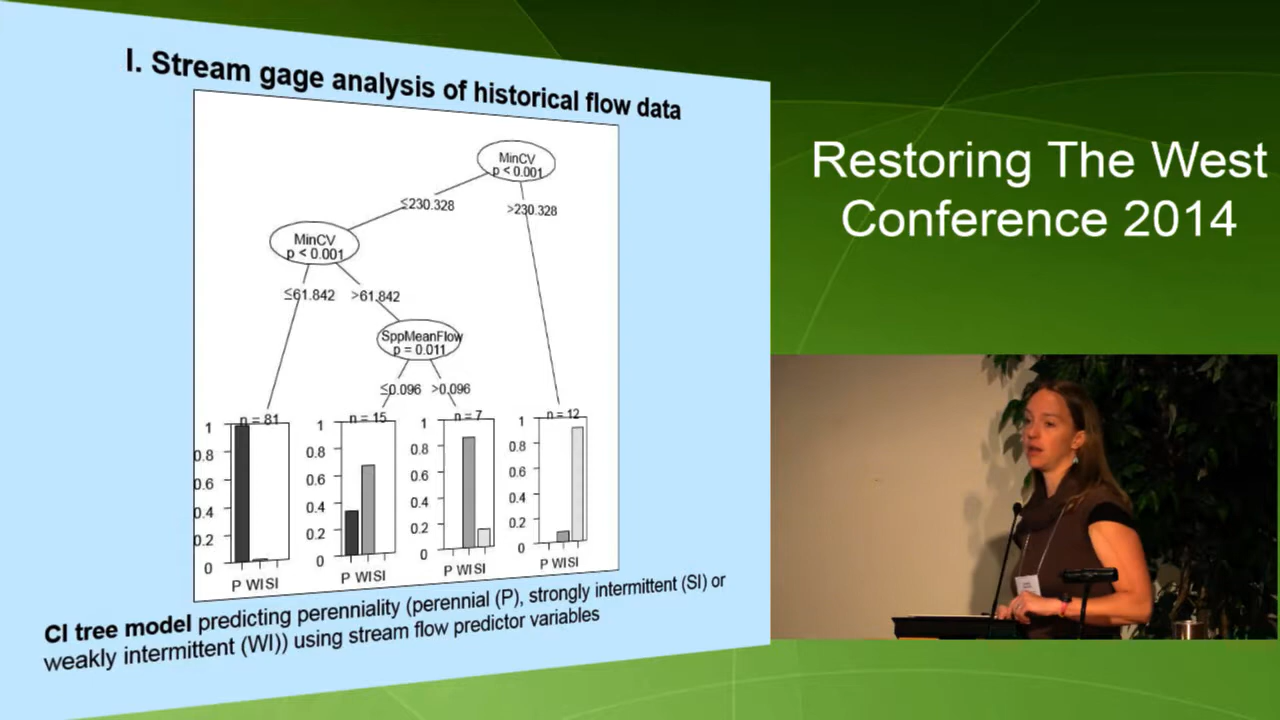 I. Stream gage analysis of historical flow data
MinCV
p < 0.001
≤230.328
>230.328
MinCV
p < 0.001
≤61.842
>61.842
SppMeanFlow
p = 0.011
≤0.096
>0.096
n = 81
1
0.8
0.6
0.4
0.2
0
P WI SI
n = 15
1
0.8
0.6
0.4
0.2
0
P WI SI
n = 7
1
0.8
0.6
0.4
0.2
0
P WI SI
n = 12
1
0.8
0.6
0.4
0.2
0
P WI SI
CI tree model predicting perenniality (perennial (P), strongly intermittent (SI) or
weakly intermittent (WI)) using stream flow predictor variables
Restoring The West
Conference 2014